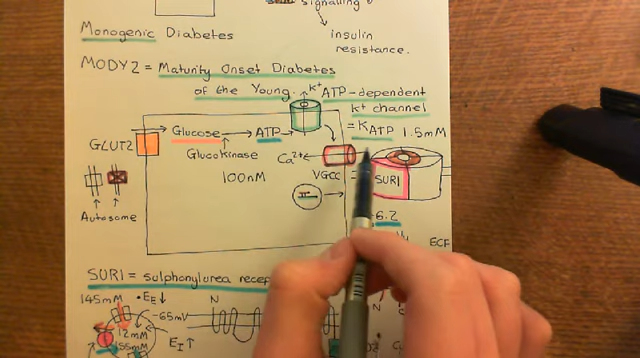 signalling
insulin
resistance.
Monogenic Diabetes
MODY2 = Maturity Onset Diabetes
of the Young.
K+
ATP-dependent
K+ channel
= KATP
1.5mM
GLUT2
Glucose → ATP →
Glucokinase
Ca2+
100nM
VGCC
SUR1
Autosome
6.2
ECF
SUR1 = sulphonylurea recep
145mM
EE↓
-65mV
N
12mM
155mM
EI↑
N